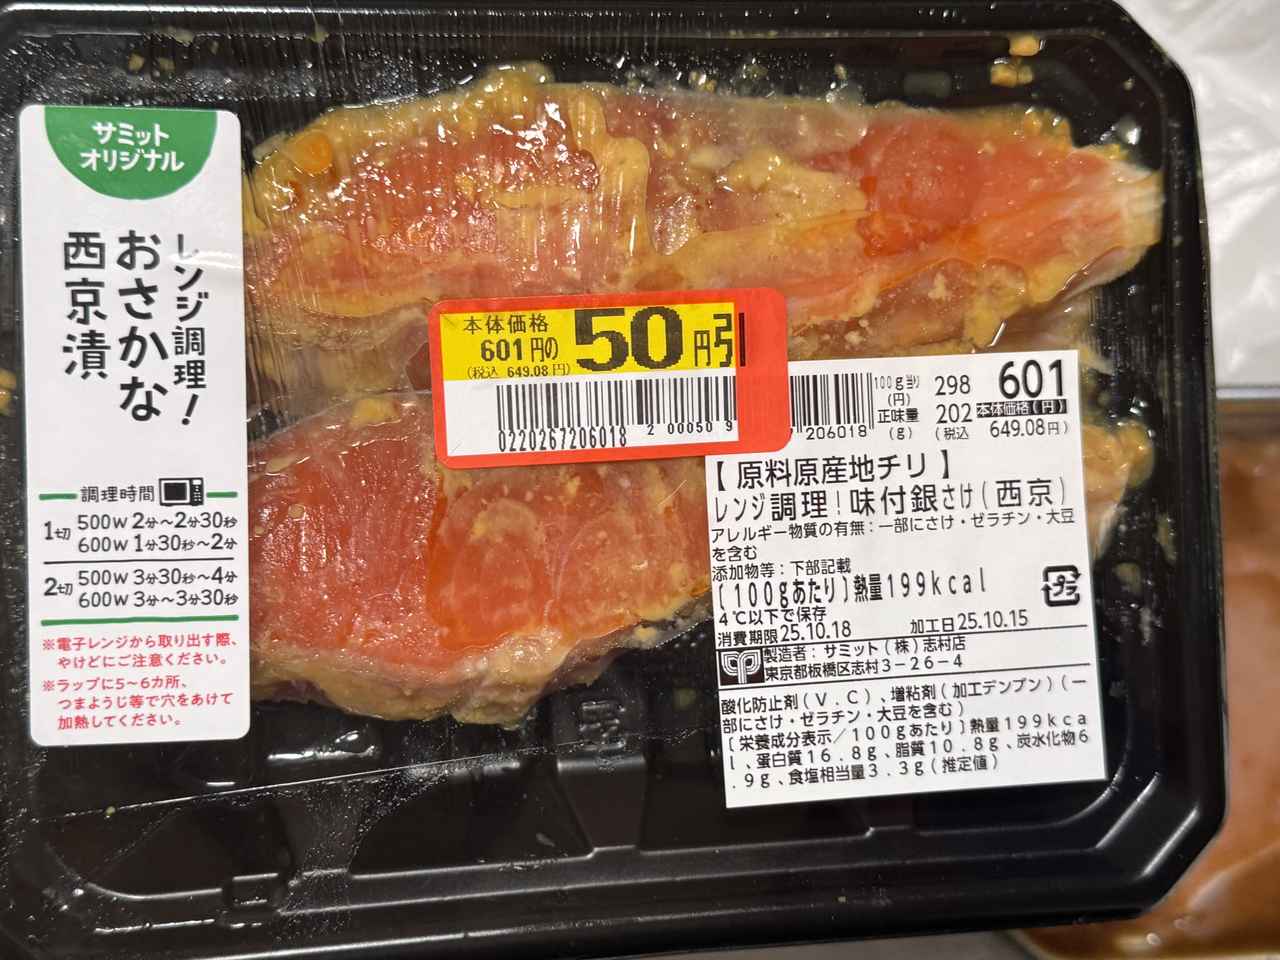 サミット
オリジナル
レンジ調理!
おさかな
西京漬
調理時間
1切 500W 2分~2分30秒
600W 1分30秒~2分
2切 500W 3分30秒~4分
600W 3分~3分30秒
※電子レンジから取り出す際、
やけどにご注意ください。
※ラップに5~6カ所、
つまようじ等で穴をあけて
加熱してください。
本体価格
601円の
(税込 649.08円)
50円引
0220267206018 2 00050 9
206018
100g当り(円) 298
正味量(g) 202
601
本体価格(円)
(税込 649.08円)
【原料原産地チリ】
レンジ調理!味付銀さけ(西京)
アレルギー物質の有無:一部にさけ・ゼラチン・大豆
を含む
添加物等:下部記載
[100gあたり]熱量199kcal
4℃以下で保存
消費期限25.10.18 加工日25.10.15
製造者:サミット(株)志村店
東京都板橋区志村3-26-4
プラ
酸化防止剤(V.C)、増粘剤(加工デンプン)(一
部にさけ・ゼラチン・大豆を含む)
[栄養成分表示/100gあたり]熱量199kca
l、蛋白質16.8g、脂質10.8g、炭水化物6
.9g、食塩相当量3.3g(推定値)